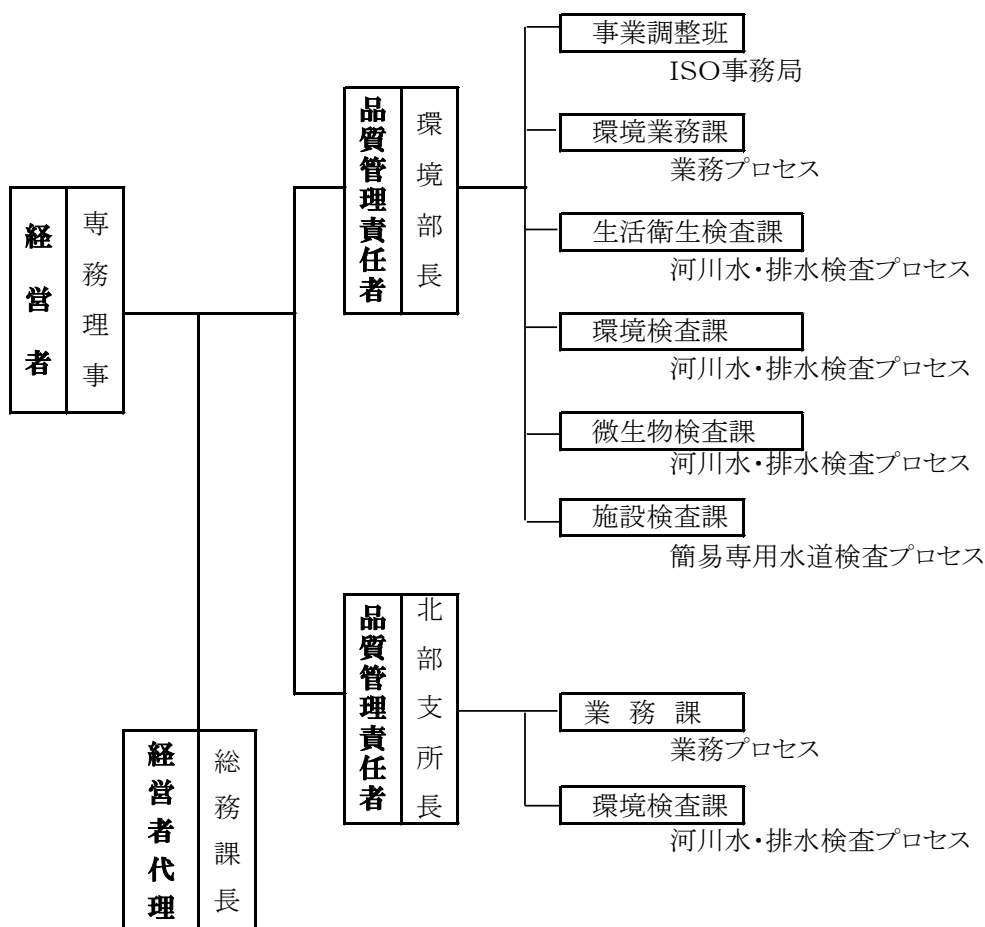 経営者
専務理事
経営者代理
総務課長
品質管理責任者
環境部長
事業調整班
ISO事務局
環境業務課
業務プロセス
生活衛生検査課
河川水・排水検査プロセス
環境検査課
河川水・排水検査プロセス
微生物検査課
河川水・排水検査プロセス
施設検査課
簡易専用水道検査プロセス
品質管理責任者
北部支所長
業務課
業務プロセス
環境検査課
河川水・排水検査プロセス